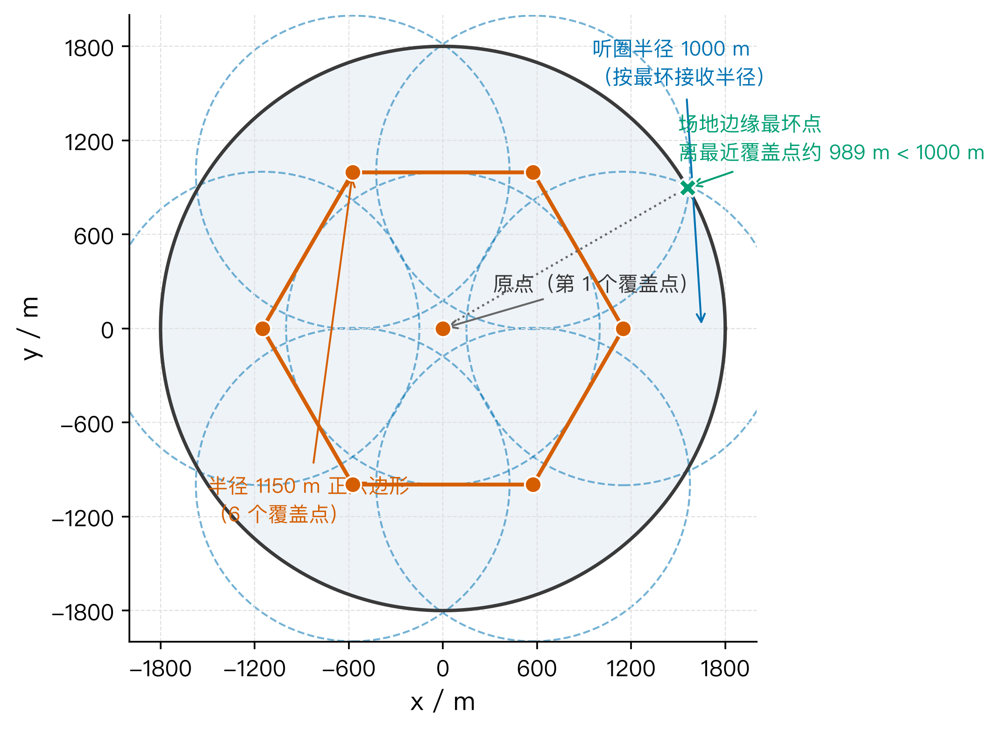 听圈半径 1000 m
（按最坏接收半径）
场地边缘最坏点
离最近覆盖点约 989 m < 1000 m
原点（第 1 个覆盖点）
半径 1150 m 正六边形
（6 个覆盖点）
1800
1200
600
0
−600
−1200
−1800
y / m
−1800
−1200
−600
0
600
1200
1800
x / m